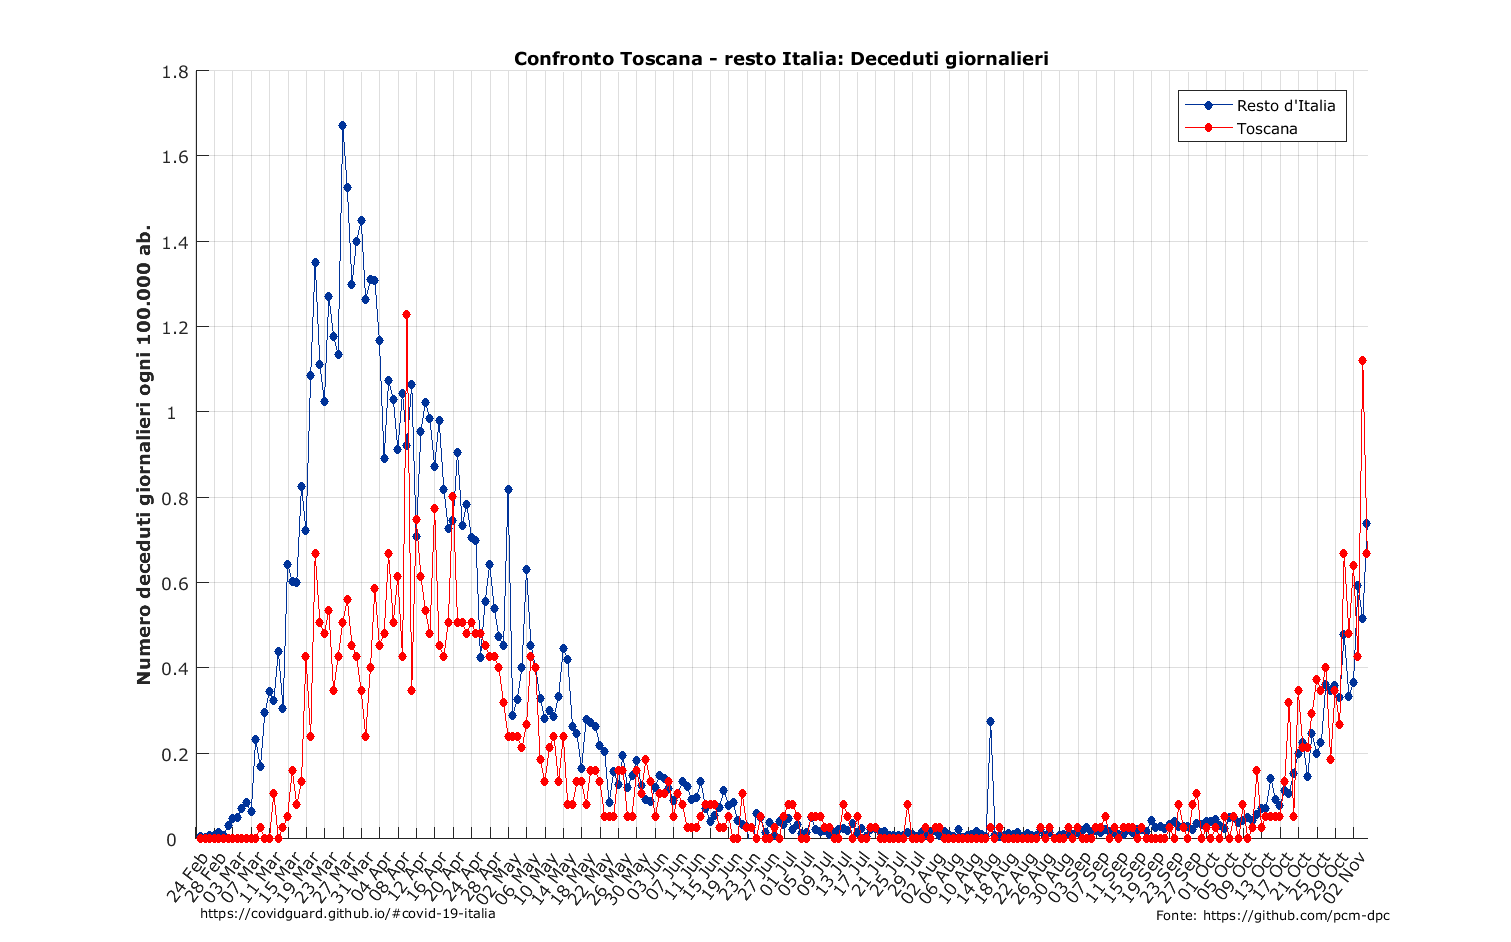 Confronto Toscana - resto Italia: Deceduti giornalieri
Numero deceduti giornalieri ogni 100.000 ab.
1.8
1.6
1.4
1.2
1
0.8
0.6
0.4
0.2
0
Resto d'Italia
Toscana
24 Feb
28 Feb
03 Mar
07 Mar
11 Mar
15 Mar
19 Mar
23 Mar
27 Mar
31 Mar
04 Apr
08 Apr
12 Apr
16 Apr
20 Apr
24 Apr
28 Apr
02 May
06 May
10 May
14 May
18 May
22 May
26 May
30 May
03 Jun
07 Jun
11 Jun
15 Jun
19 Jun
23 Jun
27 Jun
01 Jul
05 Jul
09 Jul
13 Jul
17 Jul
21 Jul
25 Jul
29 Jul
02 Aug
06 Aug
10 Aug
14 Aug
18 Aug
22 Aug
26 Aug
30 Aug
03 Sep
07 Sep
11 Sep
15 Sep
19 Sep
23 Sep
27 Sep
01 Oct
05 Oct
09 Oct
13 Oct
17 Oct
21 Oct
25 Oct
29 Oct
02 Nov
https://covidguard.github.io/#covid-19-italia
Fonte: https://github.com/pcm-dpc